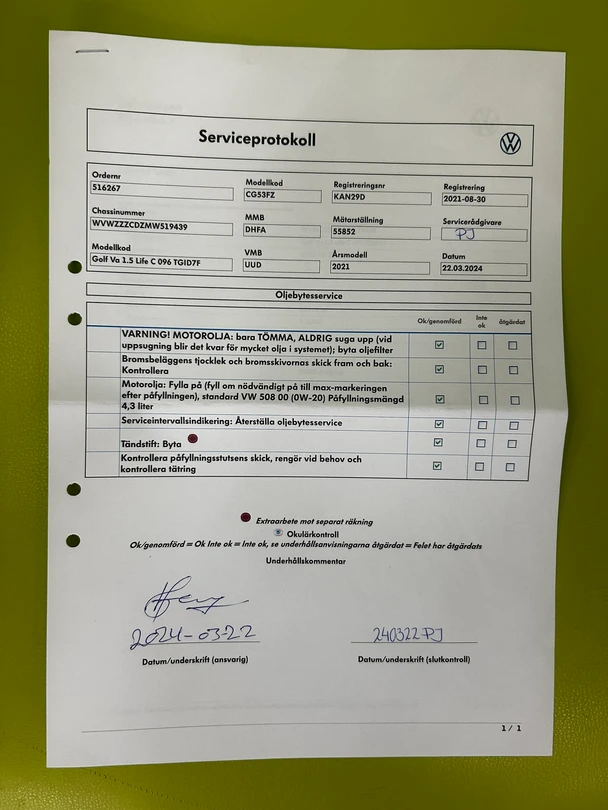 Serviceprotokoll
Ordernr
516267
Modellkod
CG53FZ
Registreringsnr
KAN29D
Registrering
2021-08-30
Chassinummer
WVWZZZCDZMW519439
MMB
DHFA
Mätarställning
55852
Servicerådgivare
PJ
Modellkod
Golf Va 1.5 Life C 096 TGID7F
VMB
UUD
Årsmodell
2021
Datum
22.03.2024
Oljebytesservice
Ok/genomförd
Inte
ok
åtgärdat
VARNING! MOTOROLJA: bara TÖMMA, ALDRIG suga upp (vid
uppsugning blir det kvar för mycket olja i systemet); byta oljefilter
Bromsbeläggens tjocklek och bromsskivornas skick fram och bak:
Kontrollera
Motorolja: Fylla på (fyll om nödvändigt på till max-markeringen
efter påfyllningen), standard VW 508 00 (0W-20) Påfyllningsmängd
4,3 liter
Serviceintervallsindikering: Återställa oljebytesservice
Tändstift: Byta
Kontrollera påfyllningsstutsens skick, rengör vid behov och
kontrollera tätring
Extraarbete mot separat räkning
Okulärkontroll
Ok/genomförd = Ok Inte ok = Inte ok, se underhållsanvisningarna åtgärdat = Felet har åtgärdats
Underhållskommentar
2024-03-22
240322 PJ
Datum/underskrift (ansvarig)
Datum/underskrift (slutkontroll)
1 / 1